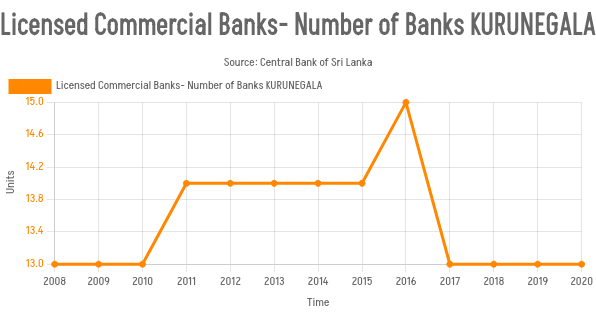 Licensed Commercial Banks- Number of Banks KURUNEGALA
Source: Central Bank of Sri Lanka
Licensed Commercial Banks- Number of Banks KURUNEGALA
15.0
14.6
14.2
13.8
13.4
13.0
Units
2008 2009 2010 2011 2012 2013 2014 2015 2016 2017 2018 2019 2020
Time